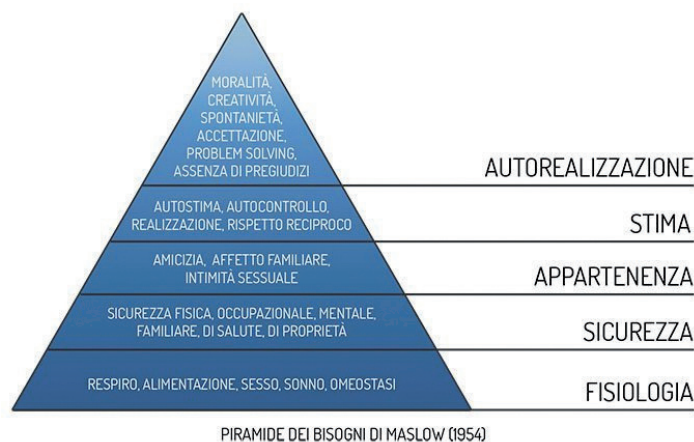 MORALITÀ,
CREATIVITÀ,
SPONTANIETÀ,
ACCETTAZIONE,
PROBLEM SOLVING,
ASSENZA DI PREGIUDIZI
AUTOREALIZZAZIONE
AUTOSTIMA, AUTOCONTROLLO,
REALIZZAZIONE, RISPETTO RECIPROCO
STIMA
AMICIZIA, AFFETTO FAMILIARE,
INTIMITÀ SESSUALE
APPARTENENZA
SICUREZZA FISICA, OCCUPAZIONALE, MENTALE,
FAMILIARE, DI SALUTE, DI PROPRIETÀ
SICUREZZA
RESPIRO, ALIMENTAZIONE, SESSO, SONNO, OMEOSTASI
FISIOLOGIA
PIRAMIDE DEI BISOGNI DI MASLOW (1954)